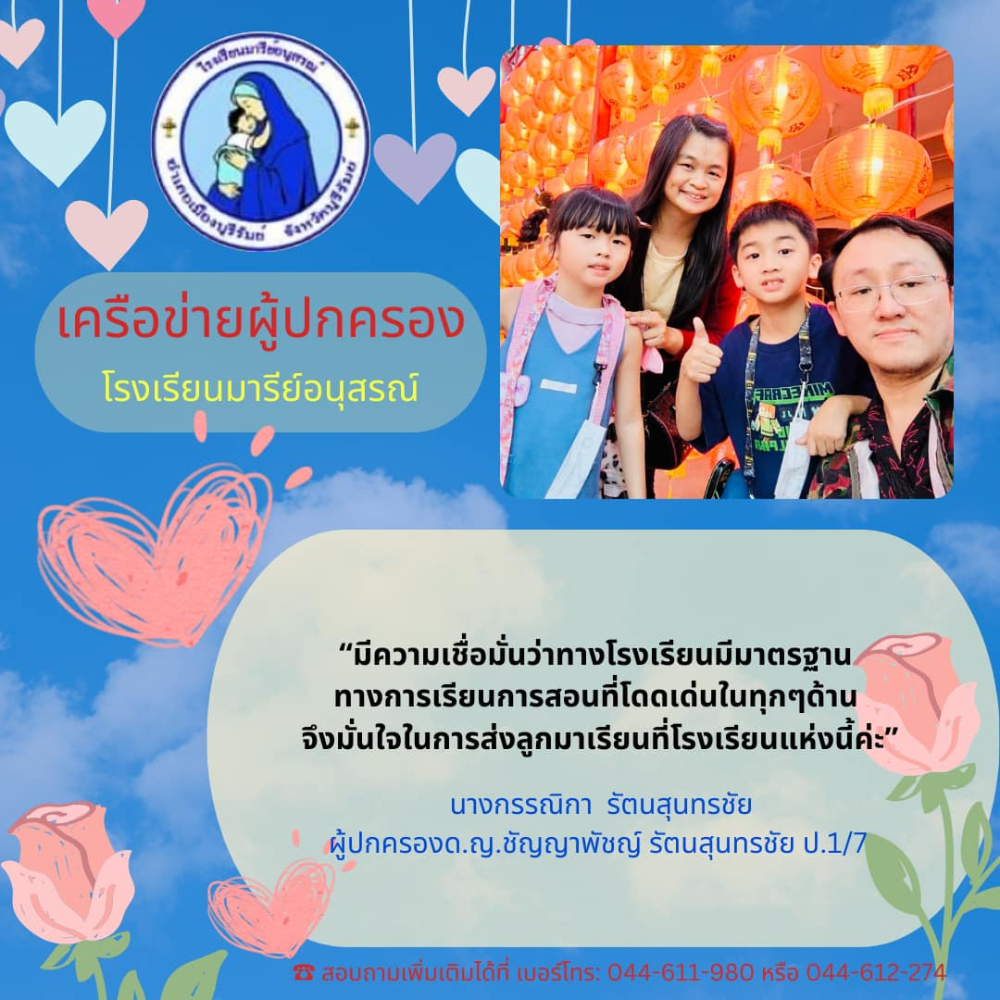 โรงเรียนมารีย์อนุสรณ์
อำเภอเมืองบุรีรัมย์ จังหวัดบุรีรัมย์
เครือข่ายผู้ปกครอง
โรงเรียนมารีย์อนุสรณ์
MINECRAFT
“มีความเชื่อมั่นว่าทางโรงเรียนมีมาตรฐาน
ทางการเรียนการสอนที่โดดเด่นในทุกๆด้าน
จึงมั่นใจในการส่งลูกมาเรียนที่โรงเรียนแห่งนี้ค่ะ”
นางกรรณิกา รัตนสุนทรชัย
ผู้ปกครองด.ญ.ชัญญาพัชญ์ รัตนสุนทรชัย ป.1/7
☎ สอบถามเพิ่มเติมได้ที่ เบอร์โทร: 044-611-980 หรือ 044-612-274